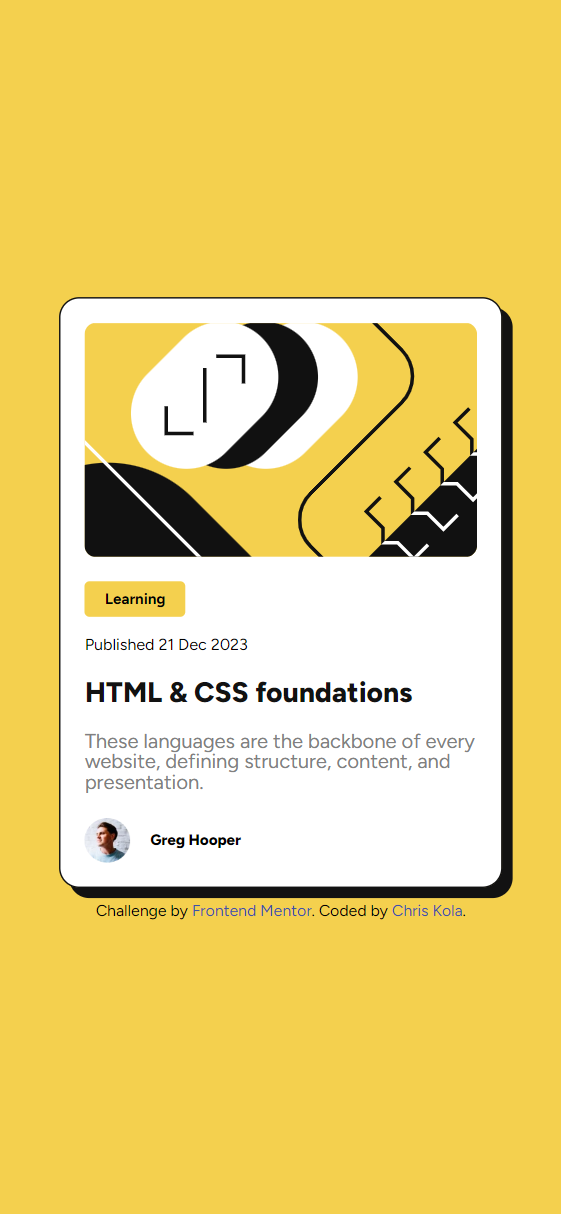 Learning
Published 21 Dec 2023
HTML & CSS foundations
These languages are the backbone of every
website, defining structure, content, and
presentation.
Greg Hooper
Challenge by Frontend Mentor. Coded by Chris Kola.